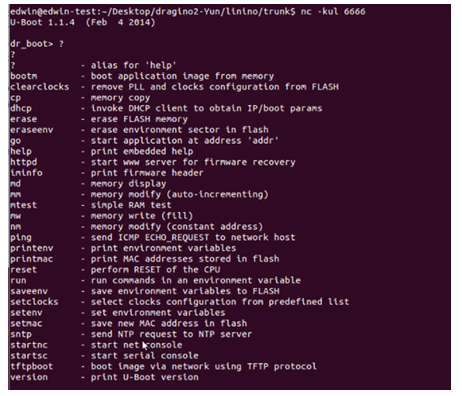 edwin@edwin-test:~/Desktop/dragino2-Yun/linino/trunk$ nc -kul 6666
U-Boot 1.1.4  (Feb  4 2014)
dr_boot> ?
?
?           - alias for 'help'
bootm       - boot application image from memory
clearclocks - remove PLL and clocks configuration from FLASH
cp          - memory copy
dhcp        - invoke DHCP client to obtain IP/boot params
erase       - erase FLASH memory
eraseenv    - erase environment sector in flash
go          - start application at address 'addr'
help        - print embedded help
httpd       - start www server for firmware recovery
iminfo      - print firmware header
md          - memory display
mm          - memory modify (auto-incrementing)
mtest       - simple RAM test
mw          - memory write (fill)
nm          - memory modify (constant address)
ping        - send ICMP ECHO_REQUEST to network host
printenv    - print environment variables
printmac    - print MAC addresses stored in flash
reset       - perform RESET of the CPU
run         - run commands in an environment variable
saveenv     - save environment variables to FLASH
setclocks   - select clocks configuration from predefined list
setenv      - set environment variables
setmac      - save new MAC address in flash
sntp        - send NTP request to NTP server
startnc     - start net console
startsc     - start serial console
tftpboot    - boot image via network using TFTP protocol
version     - print U-Boot version